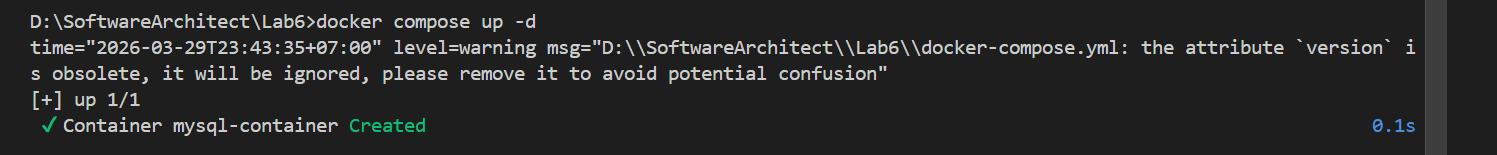 D:\SoftwareArchitect\Lab6>docker compose up -d
time="2026-03-29T23:43:35+07:00" level=warning msg="D:\\SoftwareArchitect\\Lab6\\docker-compose.yml: the attribute `version` i
s obsolete, it will be ignored, please remove it to avoid potential confusion"
[+] up 1/1
✓ Container mysql-container Created 0.1s